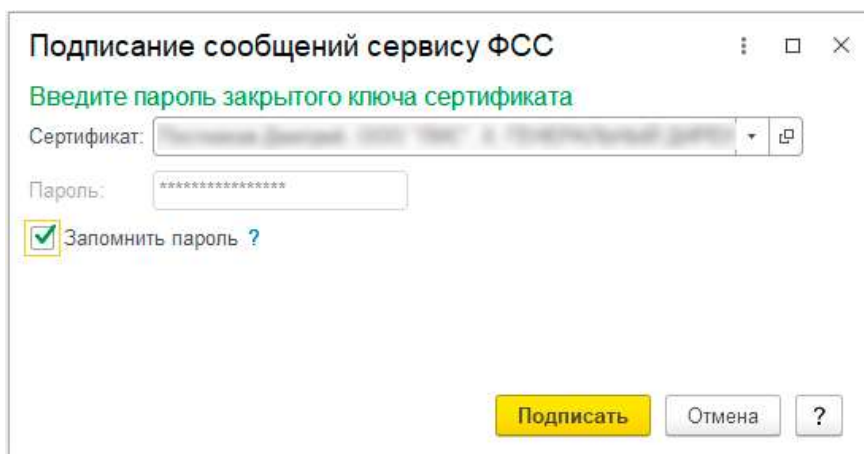 Подписание сообщений сервису ФСС
Введите пароль закрытого ключа сертификата
Сертификат:
Пароль: ****************
Запомнить пароль ?
Подписать Отмена ?